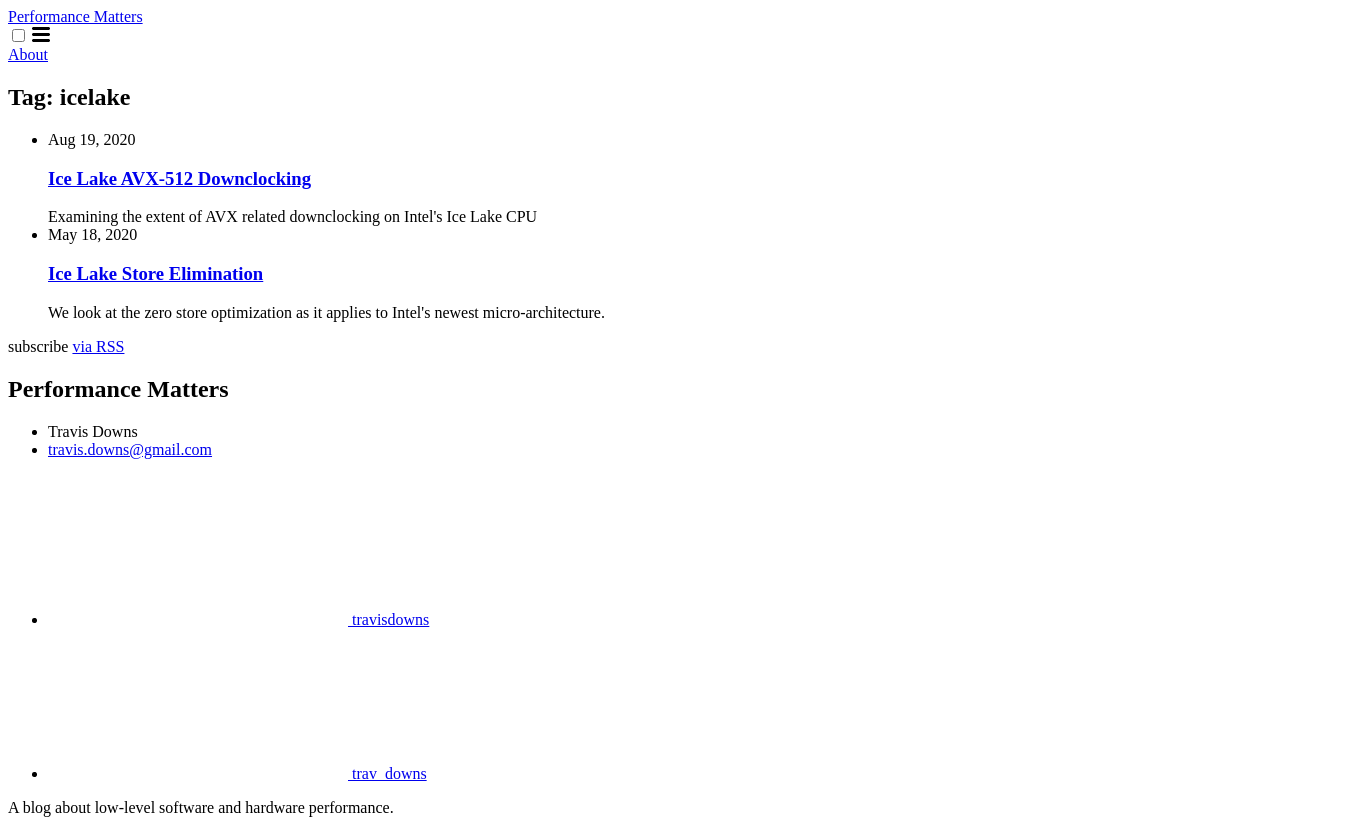 Performance Matters
About
Tag: icelake
Aug 19, 2020
Ice Lake AVX-512 Downclocking
Examining the extent of AVX related downclocking on Intel's Ice Lake CPU
May 18, 2020
Ice Lake Store Elimination
We look at the zero store optimization as it applies to Intel's newest micro-architecture.
subscribe via RSS
Performance Matters
Travis Downs
travis.downs@gmail.com
travisdowns
trav_downs
A blog about low-level software and hardware performance.